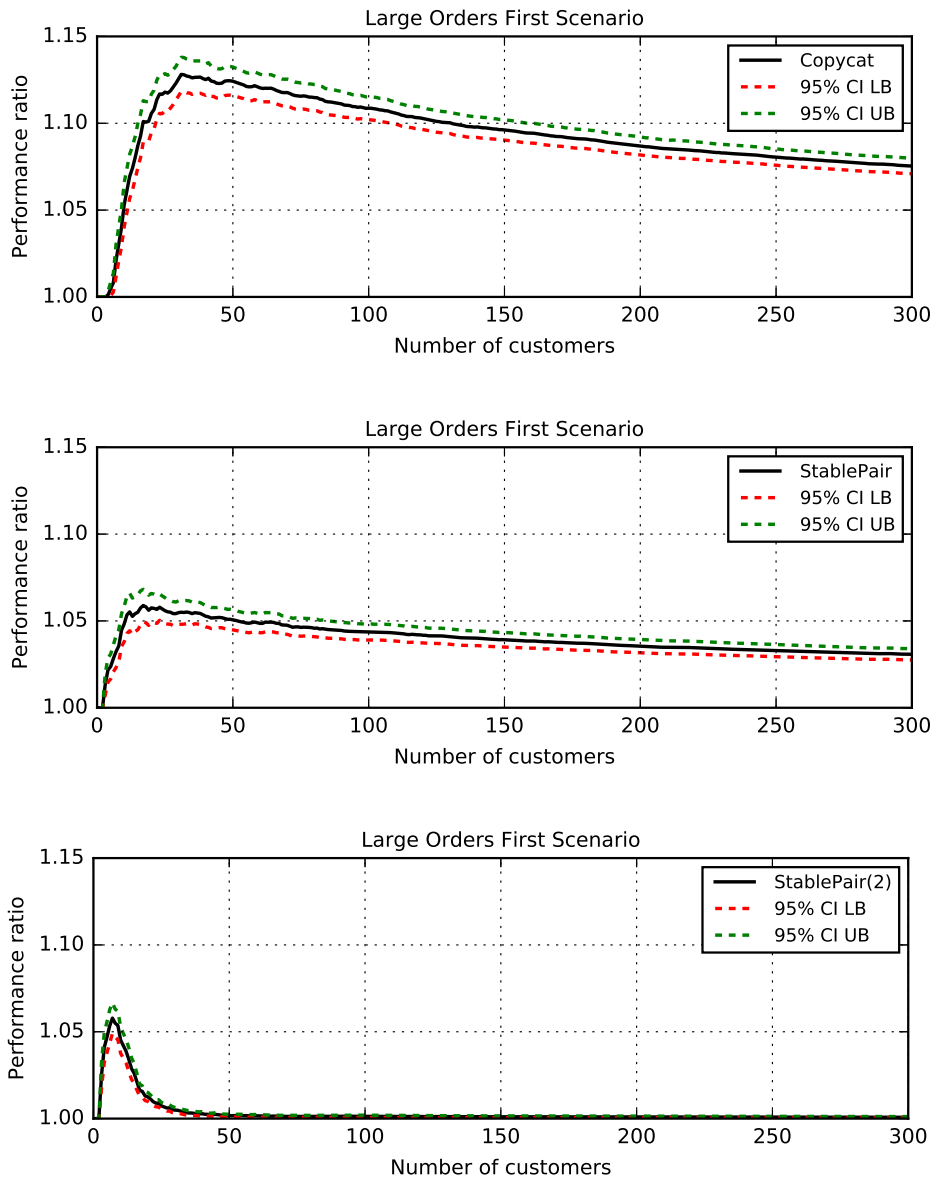 Large Orders First Scenario
1.15
1.10
1.05
1.00
Performance ratio
Copycat
95% CI LB
95% CI UB
0 50 100 150 200 250 300
Number of customers
Large Orders First Scenario
1.15
1.10
1.05
1.00
Performance ratio
StablePair
95% CI LB
95% CI UB
0 50 100 150 200 250 300
Number of customers
Large Orders First Scenario
1.15
1.10
1.05
1.00
Performance ratio
StablePair(2)
95% CI LB
95% CI UB
0 50 100 150 200 250 300
Number of customers